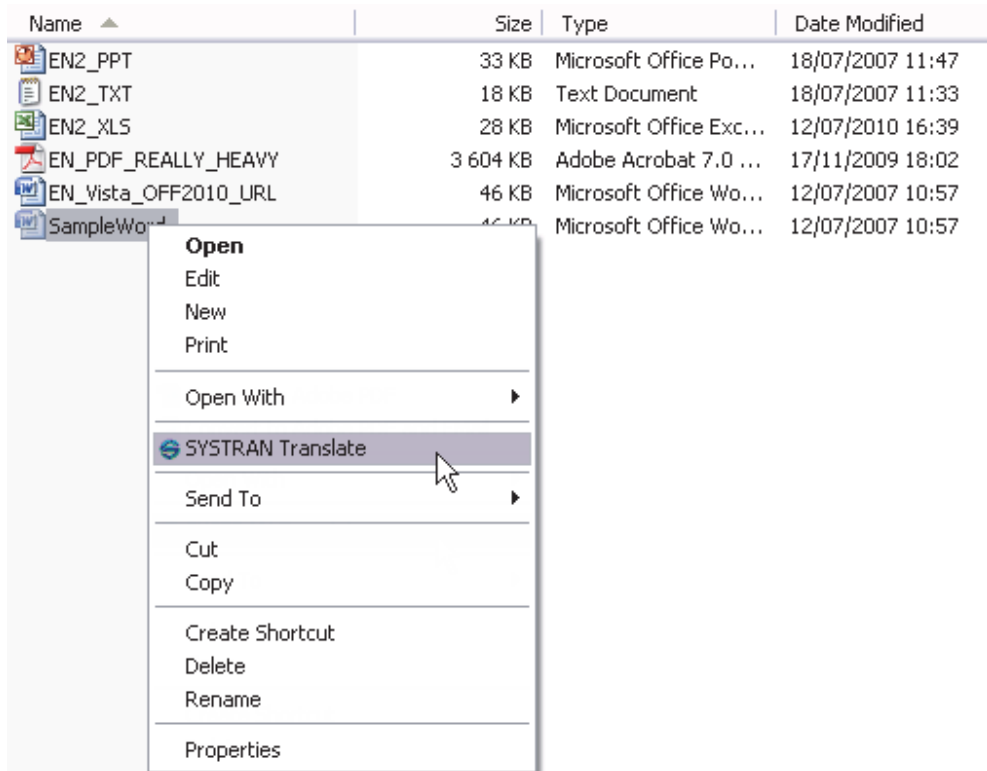 Name Size Type Date Modified
EN2_PPT 33 KB Microsoft Office Po... 18/07/2007 11:47
EN2_TXT 18 KB Text Document 18/07/2007 11:33
EN2_XLS 28 KB Microsoft Office Exc... 12/07/2010 16:39
EN_PDF_REALLY_HEAVY 3 604 KB Adobe Acrobat 7.0 ... 17/11/2009 18:02
EN_Vista_OFF2010_URL 46 KB Microsoft Office Wo... 12/07/2007 10:57
SampleWord 46 KB Microsoft Office Wo... 12/07/2007 10:57
Open
Edit
New
Print
Open With
SYSTRAN Translate
Send To
Cut
Copy
Create Shortcut
Delete
Rename
Properties